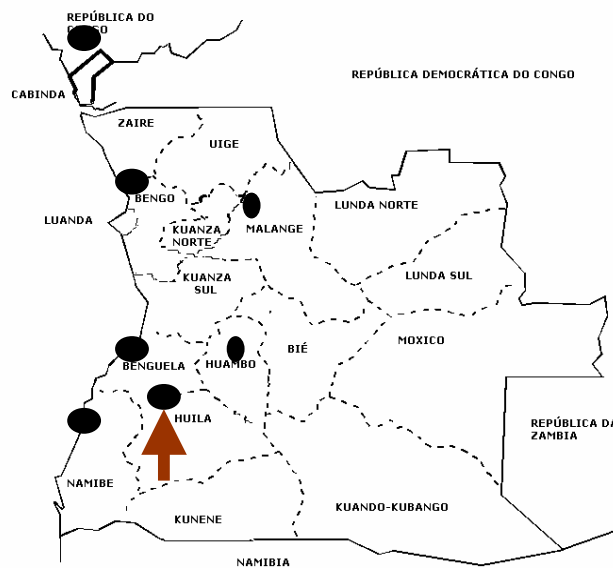 REPÚBLICA DO
CONGO
REPÚBLICA DEMOCRÁTICA DO CONGO
CABINDA
ZAIRE
UIGE
BENGO
LUNDA NORTE
LUANDA
KUANZA
NORTE
MALANGE
KUANZA
SUL
LUNDA SUL
MOXICO
BIÉ
HUAMBO
BENGUELA
HUILA
REPÚBLICA DA
ZAMBIA
NAMIBE
KUANDO-KUBANGO
KUNENE
NAMIBIA